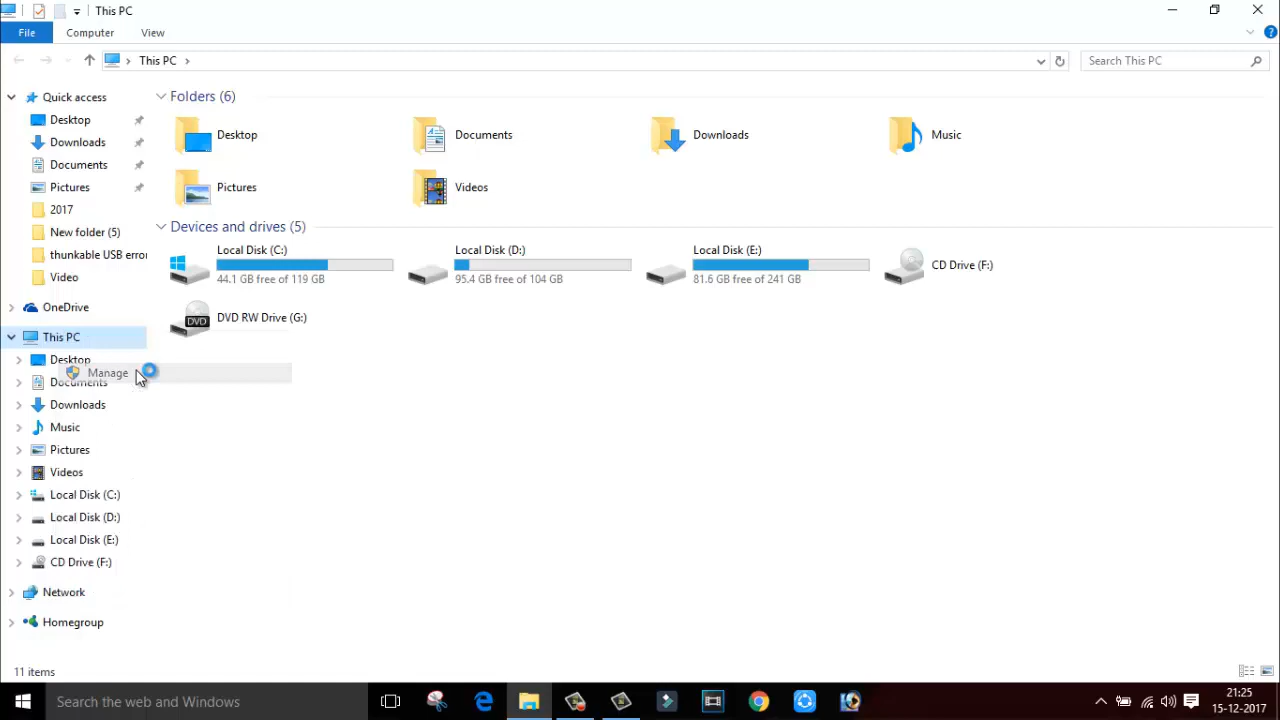 This PC
File Computer View
This PC
Search This PC
Quick access
Desktop
Downloads
Documents
Pictures
2017
New folder (5)
thunkable USB error
Video
OneDrive
This PC
Desktop
Manage
Documents
Downloads
Music
Pictures
Videos
Local Disk (C:)
Local Disk (D:)
Local Disk (E:)
CD Drive (F:)
Network
Homegroup
Folders (6)
Desktop
Documents
Downloads
Music
Pictures
Videos
Devices and drives (5)
Local Disk (C:)
44.1 GB free of 119 GB
Local Disk (D:)
95.4 GB free of 104 GB
Local Disk (E:)
81.6 GB free of 241 GB
CD Drive (F:)
DVD
DVD RW Drive (G:)
11 items
Search the web and Windows
21:25
15-12-2017